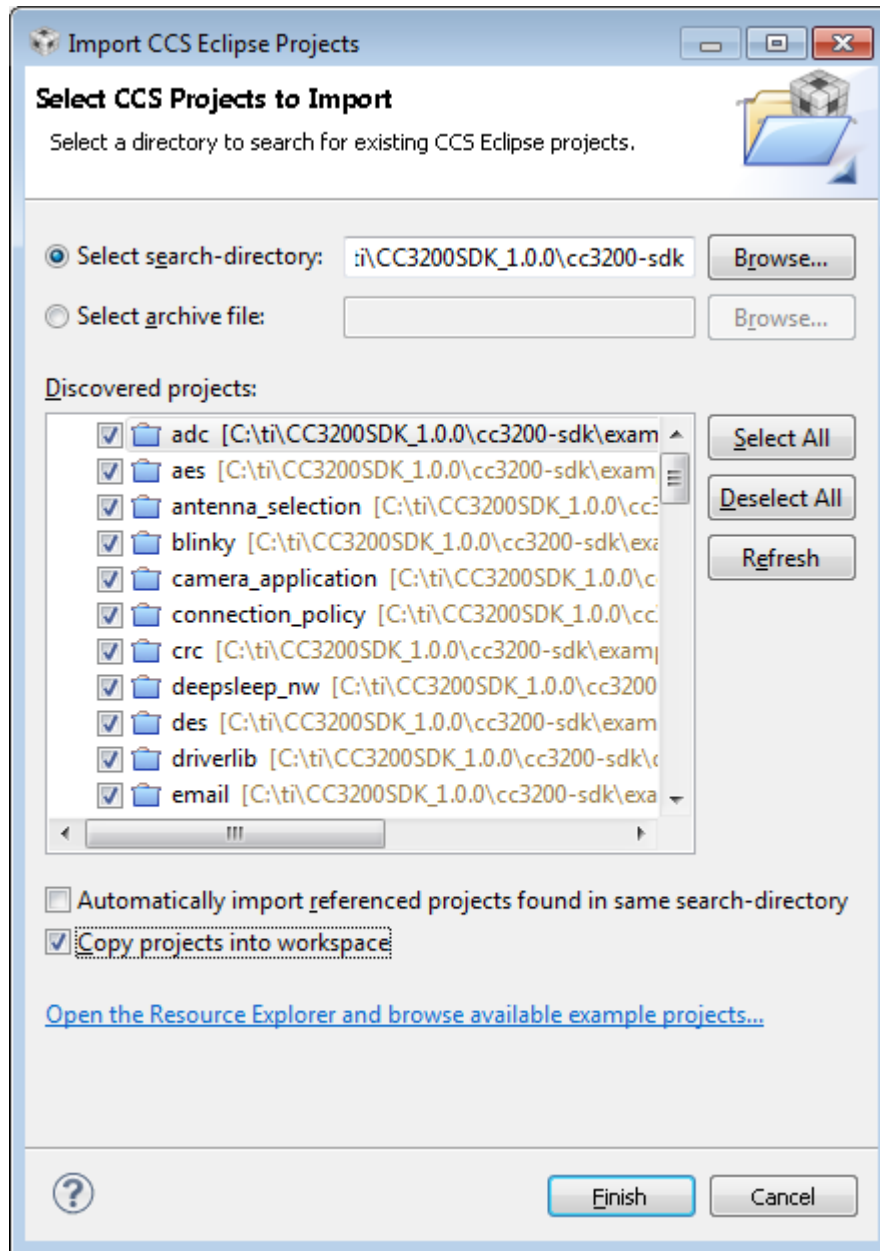 Import CCS Eclipse Projects
Select CCS Projects to Import
Select a directory to search for existing CCS Eclipse projects.
Select search-directory: ti\CC3200SDK_1.0.0\cc3200-sdk Browse...
Select archive file: Browse...
Discovered projects:
adc [C:\ti\CC3200SDK_1.0.0\cc3200-sdk\exam Select All
aes [C:\ti\CC3200SDK_1.0.0\cc3200-sdk\exam
antenna_selection [C:\ti\CC3200SDK_1.0.0\cc3 Deselect All
blinky [C:\ti\CC3200SDK_1.0.0\cc3200-sdk\exa
camera_application [C:\ti\CC3200SDK_1.0.0\c Refresh
connection_policy [C:\ti\CC3200SDK_1.0.0\cc
crc [C:\ti\CC3200SDK_1.0.0\cc3200-sdk\exam
deepsleep_nw [C:\ti\CC3200SDK_1.0.0\cc3200
des [C:\ti\CC3200SDK_1.0.0\cc3200-sdk\exam
driverlib [C:\ti\CC3200SDK_1.0.0\cc3200-sdk\
email [C:\ti\CC3200SDK_1.0.0\cc3200-sdk\exa
Automatically import referenced projects found in same search-directory
Copy projects into workspace
Open the Resource Explorer and browse available example projects...
? Finish Cancel